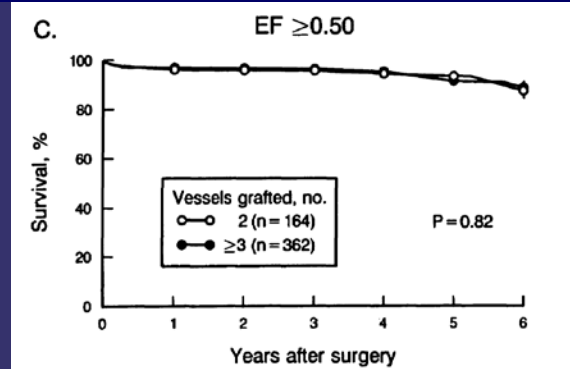 C.
EF ≥0.50
100
80
60
40
20
0
Survival, %
Vessels grafted, no.
2 (n=164)
≥3 (n=362)
P=0.82
0 1 2 3 4 5 6
Years after surgery